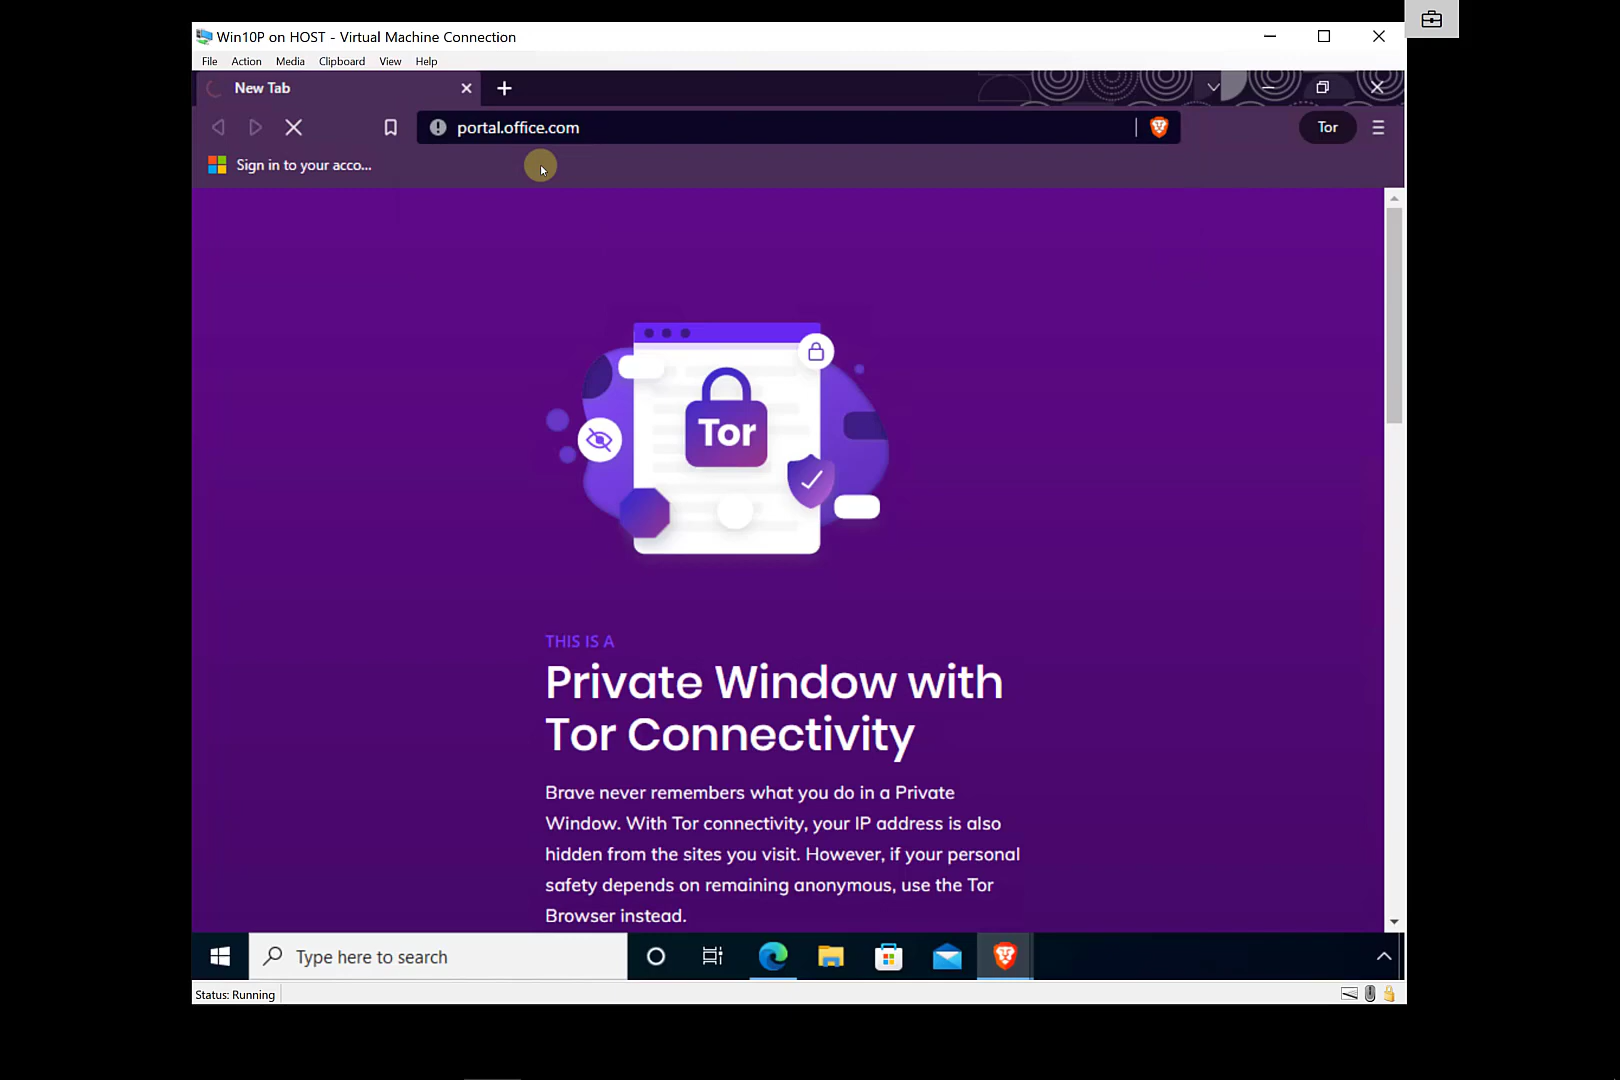 Win10P on HOST - Virtual Machine Connection
File Action Media Clipboard View Help
New Tab
portal.office.com
Tor
Sign in to your acco...
Tor
THIS IS A
Private Window with
Tor Connectivity
Brave never remembers what you do in a Private
Window. With Tor connectivity, your IP address is also
hidden from the sites you visit. However, if your personal
safety depends on remaining anonymous, use the Tor
Browser instead.
Type here to search
Status: Running